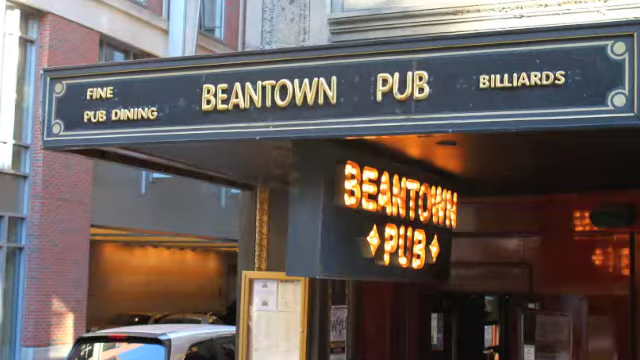 FINE
PUB DINING
BEANTOWN PUB
BILLIARDS
BEANTOWN
PUB